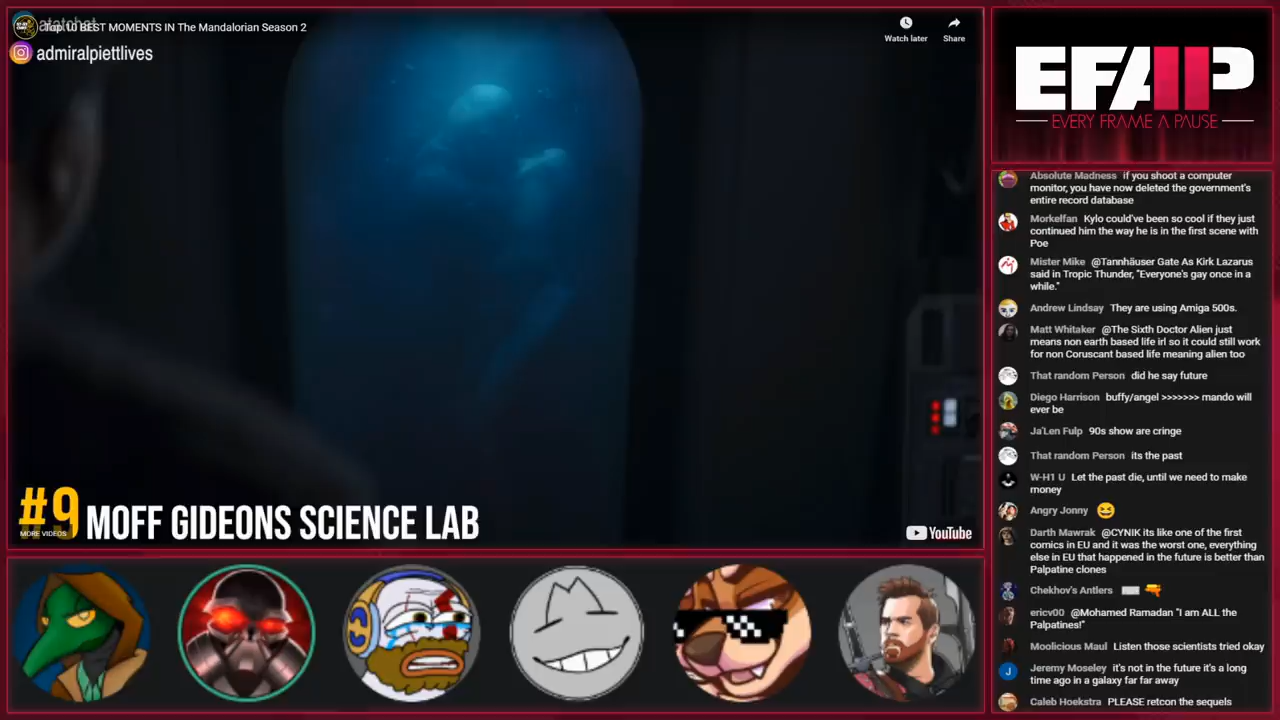 Top 10 BEST MOMENTS IN The Mandalorian Season 2
admiralpiettlives
Watch later
Share
#9 MOFF GIDEONS SCIENCE LAB
MORE VIDEOS
YouTube
EFAP
EVERY FRAME A PAUSE
Absolute Madness if you shoot a computer
monitor, you have now deleted the government's
entire record database
Morkelfan Kylo could've been so cool if they just
continued him the way he is in the first scene with
Poe
Mister Mike @Tannhäuser Gate As Kirk Lazarus
said in Tropic Thunder, "Everyone's gay once in a
while."
Andrew Lindsay They are using Amiga 500s.
Matt Whitaker @The Sixth Doctor Alien just
means non earth based life irl so it could still work
for non Coruscant based life meaning alien too
That random Person did he say future
Diego Harrison buffy/angel >>>>>>> mando will
ever be
Ja'Len Fulp 90s show are cringe
That random Person its the past
W-H1 U Let the past die, until we need to make
money
Angry Jonny
Darth Mawrak @CYNIK its like one of the first
comics in EU and it was the worst one, everything
else in EU that happened in the future is better than
Palpatine clones
Chekhov's Antlers
ericv00 @Mohamed Ramadan "I am ALL the
Palpatines!"
Moolicious Maul Listen those scientists tried okay
J
Jeremy Moseley it's not in the future it's a long
time ago in a galaxy far far away
Caleb Hoekstra PLEASE retcon the sequels